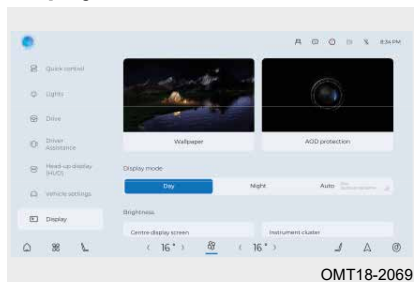 8:34 PM
Quick control
Lights
Drive
Driver
Assistance
Head-up display
(HUD)
Vehicle settings
Display
Wallpaper
AOD protection
Display mode
Day
Night
Auto
Brightness
Centre display screen
Instrument cluster
16°
16°
OMT18-2069